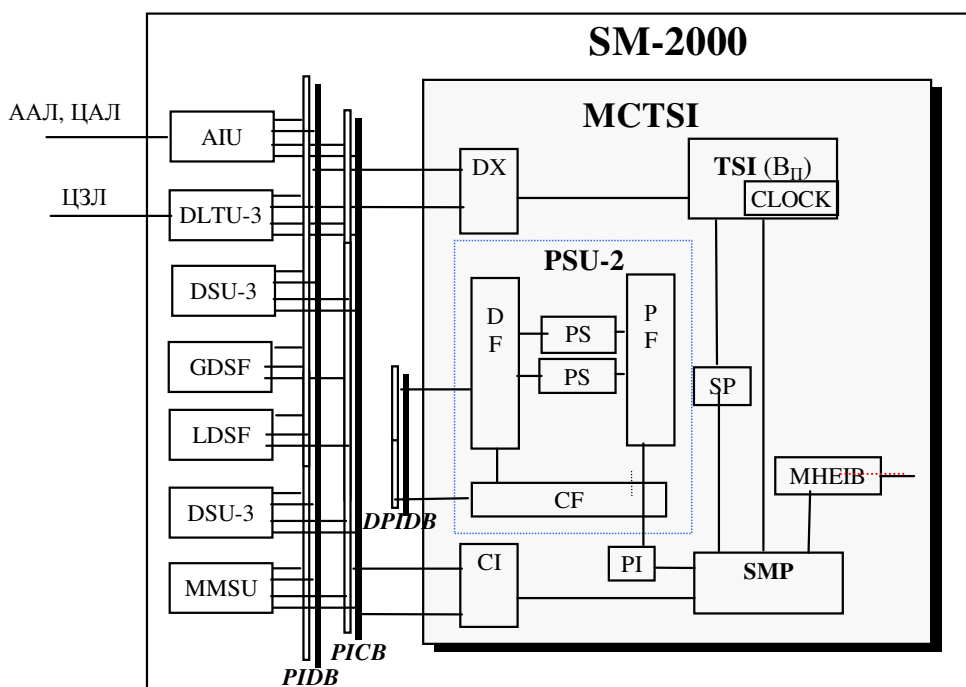 SM-2000
MCTSI
ААЛ, ЦАЛ
AIU
ЦЗЛ
DLTU-3
DSU-3
GDSF
LDSF
DSU-3
MMSU
PIDB
PICB
DPIDB
DX
TSI (ВП)
CLOCK
PSU-2
D
F
PS
PS
P
F
CF
SP
MHEIB
CI
PI
SMP